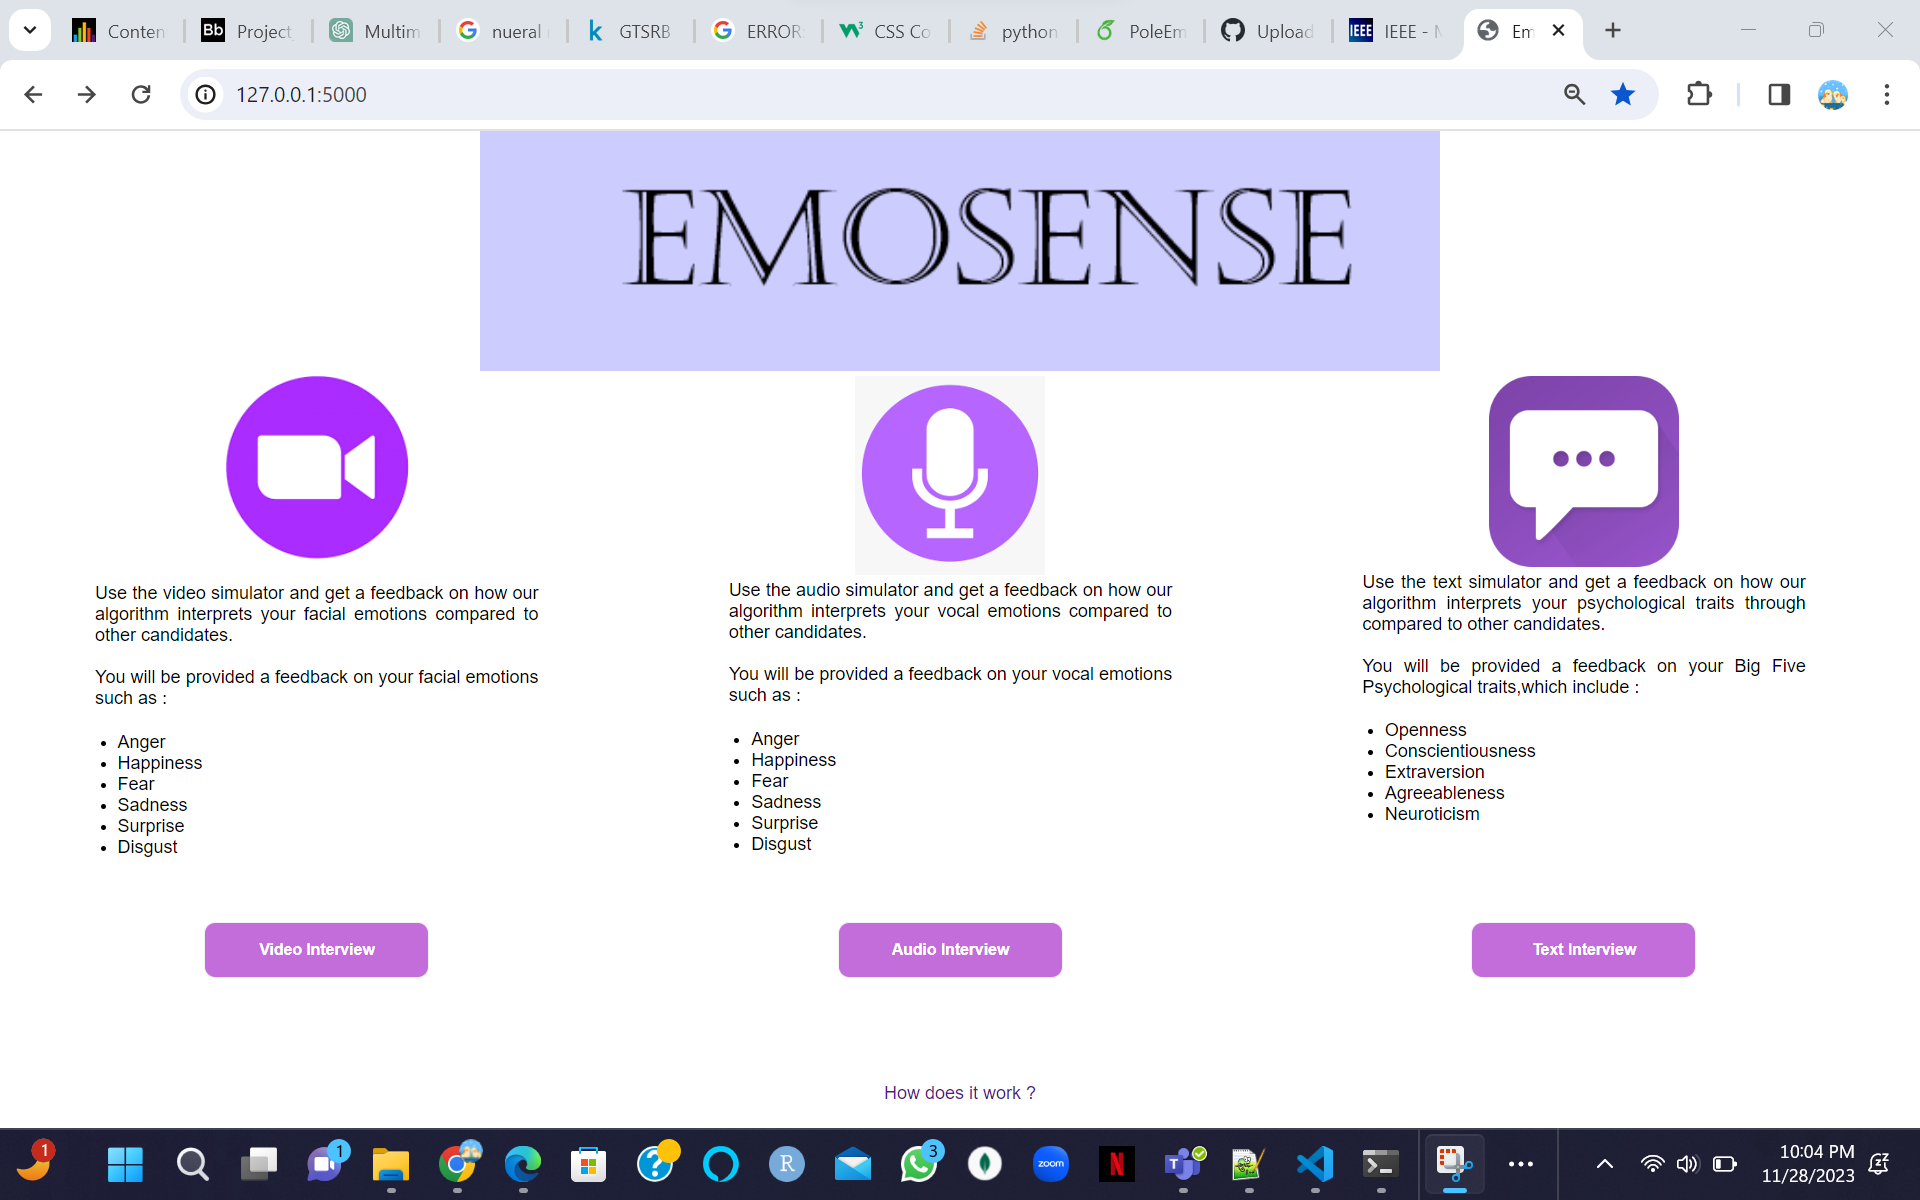 Conten
Bb Project
Multim
nueral
k GTSRB
ERROR
CSS Co
python
PoleEm
Upload
IEEE IEEE -
Em
127.0.0.1:5000
EMOSENSE
Use the video simulator and get a feedback on how our
algorithm interprets your facial emotions compared to
other candidates.
You will be provided a feedback on your facial emotions
such as :
• Anger
• Happiness
• Fear
• Sadness
• Surprise
• Disgust
Video Interview
Use the audio simulator and get a feedback on how our
algorithm interprets your vocal emotions compared to
other candidates.
You will be provided a feedback on your vocal emotions
such as :
• Anger
• Happiness
• Fear
• Sadness
• Surprise
• Disgust
Audio Interview
Use the text simulator and get a feedback on how our
algorithm interprets your psychological traits through
compared to other candidates.
You will be provided a feedback on your Big Five
Psychological traits,which include :
• Openness
• Conscientiousness
• Extraversion
• Agreeableness
• Neuroticism
Text Interview
How does it work ?
1
1
R
3
zoom
N
T
10:04 PM
11/28/2023